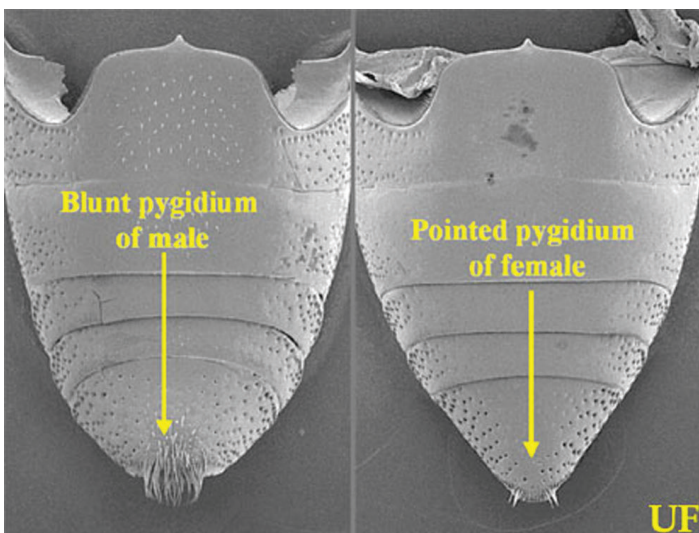 Blunt pygidium
of male
Pointed pygidium
of female
UF